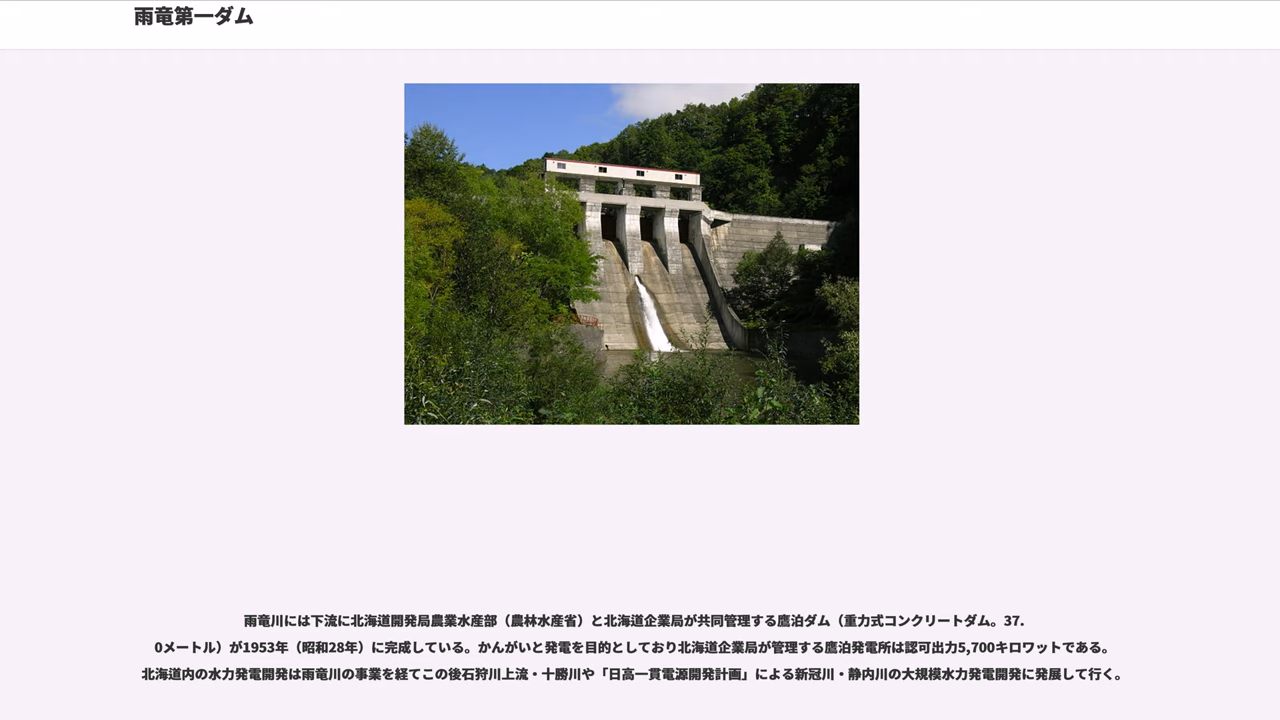 雨竜第一ダム
雨竜川には下流に北海道開発局農業水産部（農林水産省）と北海道企業局が共同管理する鷹泊ダム（重力式コンクリートダム。37.
0メートル）が1953年（昭和28年）に完成している。かんがいと発電を目的としており北海道企業局が管理する鷹泊発電所は認可出力5,700キロワットである。
北海道内の水力発電開発は雨竜川の事業を経てこの後石狩川上流・十勝川や「日高一貫電源開発計画」による新冠川・静内川の大規模水力発電開発に発展して行く。